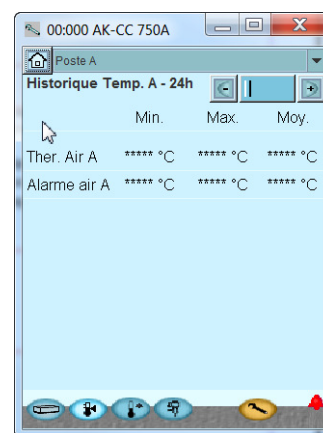 00:000 AK-CC 750A
Poste A
Historique Temp. A - 24h
Min. Max. Moy.
Ther. Air A ***** °C ***** °C ***** °C
Alarme air A ***** °C ***** °C ***** °C